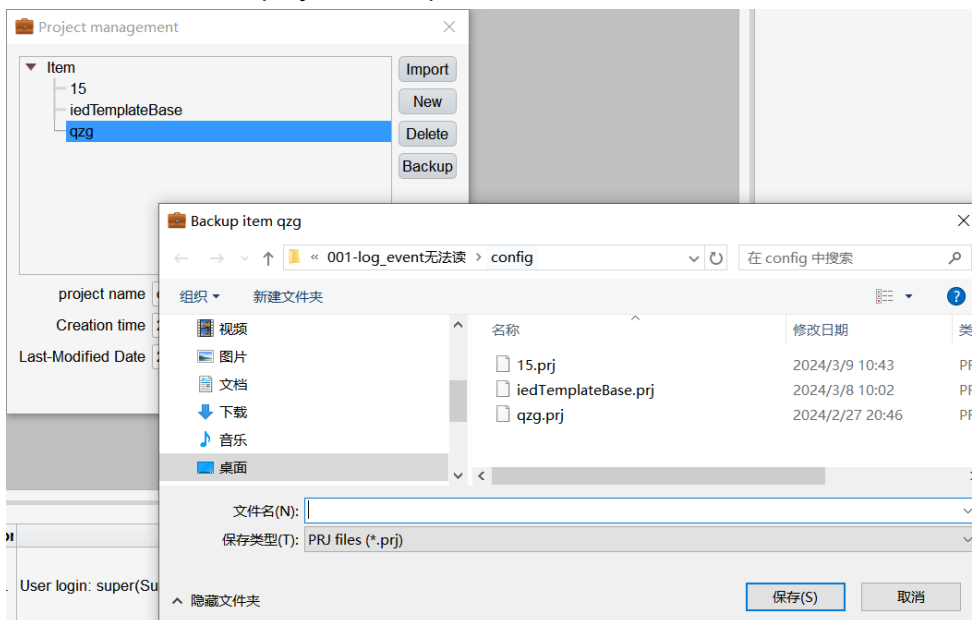 Project management
Item
15
iedTemplateBase
qzg
Import
New
Delete
Backup
project name
Creation time
Last-Modified Date
Backup item qzg
« 001-log_event无法读 › config
在 config 中搜索
组织
新建文件夹
视频
图片
文档
下载
音乐
桌面
名称 修改日期 类
15.prj 2024/3/9 10:43
iedTemplateBase.prj 2024/3/8 10:02
qzg.prj 2024/2/27 20:46
文件名(N):
保存类型(T): PRJ files (*.prj)
User login: super(Su
隐藏文件夹
保存(S)
取消